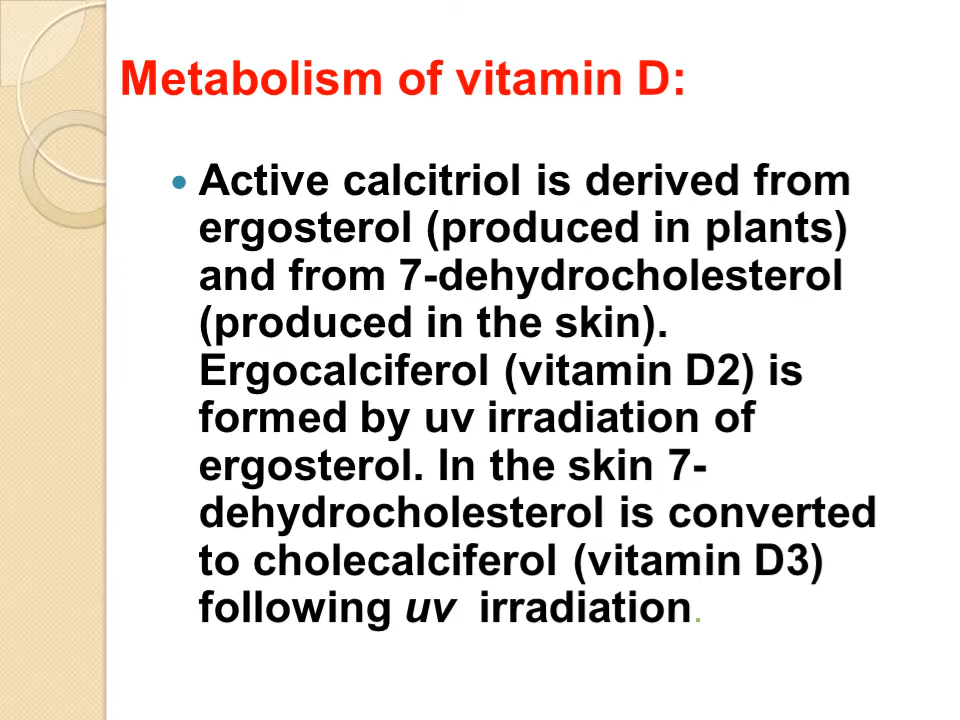 Metabolism of vitamin D:
Active calcitriol is derived from
ergosterol (produced in plants)
and from 7-dehydrocholesterol
(produced in the skin).
Ergocalciferol (vitamin D2) is
formed by uv irradiation of
ergosterol. In the skin 7-
dehydrocholesterol is converted
to cholecalciferol (vitamin D3)
following uv  irradiation.